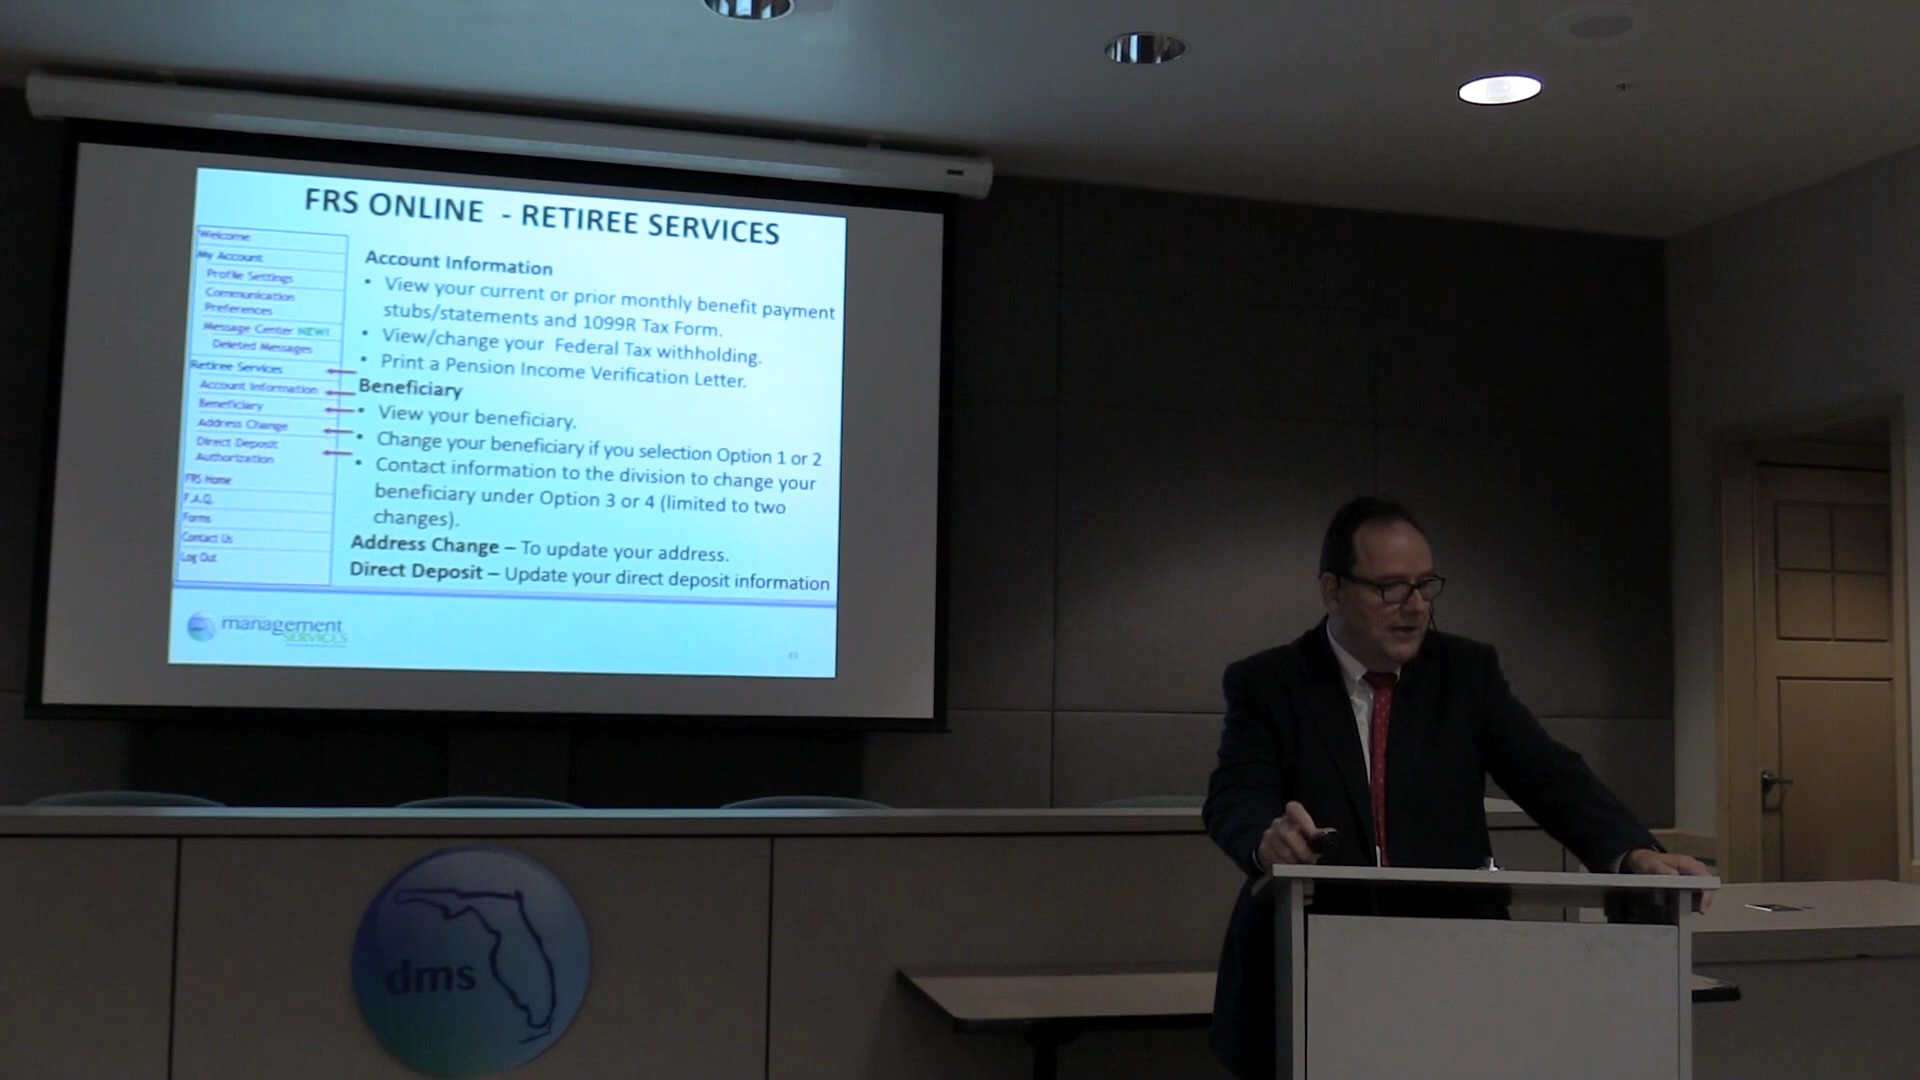 FRS ONLINE - RETIREE SERVICES
Welcome
My Account
Profile Settings
Communication
Preferences
Message Center NEW!
Deleted Messages
Retiree Services
Account Information
Beneficiary
Address Change
Direct Deposit
Authorization
FRS Home
F.A.Q.
Forms
Contact Us
Log Out
Account Information
• View your current or prior monthly benefit payment
stubs/statements and 1099R Tax Form.
• View/change your Federal Tax withholding.
• Print a Pension Income Verification Letter.
Beneficiary
• View your beneficiary.
• Change your beneficiary if you selection Option 1 or 2
• Contact information to the division to change your
beneficiary under Option 3 or 4 (limited to two
changes).
Address Change – To update your address.
Direct Deposit – Update your direct deposit information
management
SERVICES
dms